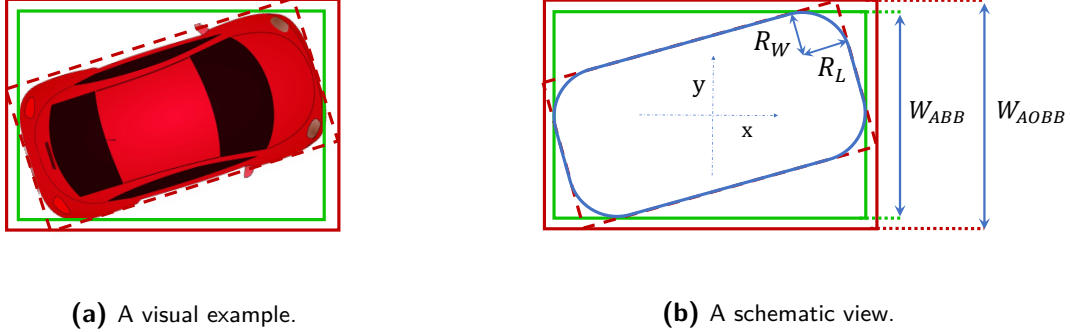 R_W
R_L
y
x
W_ABB
W_AOBB
(a) A visual example.
(b) A schematic view.